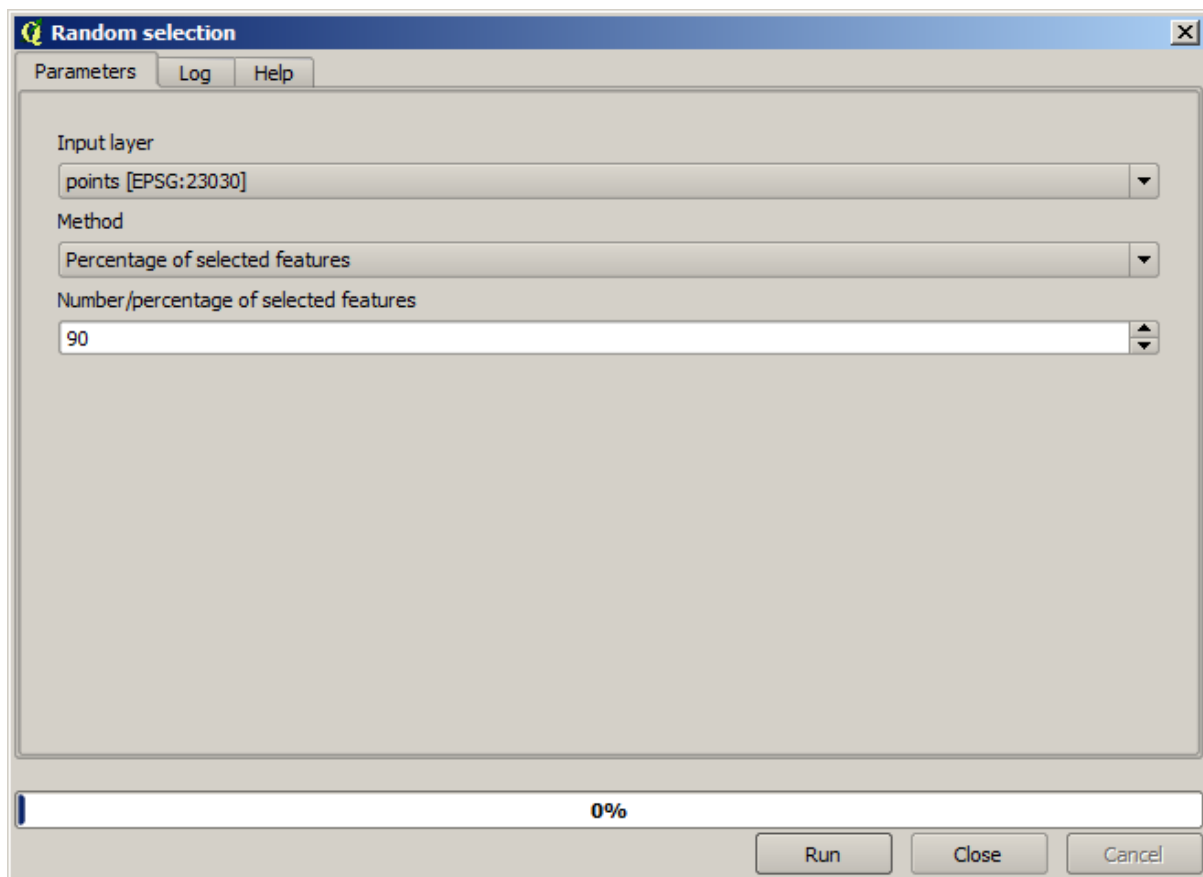 Random selection
Parameters Log Help
Input layer
points [EPSG:23030]
Method
Percentage of selected features
Number/percentage of selected features
90
0%
Run Close Cancel